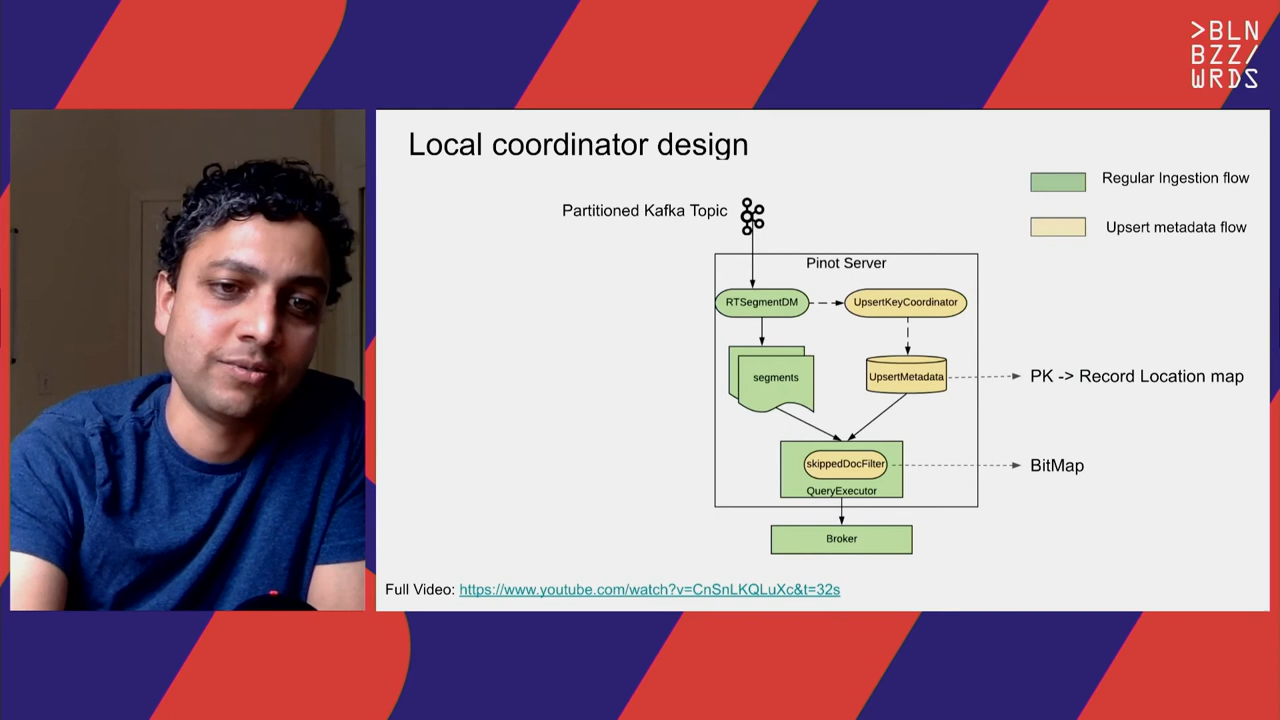 >BLN
BZZ/
WRDS
Local coordinator design
Regular Ingestion flow
Partitioned Kafka Topic
Upsert metadata flow
Pinot Server
RTSegmentDM
UpsertKeyCoordinator
segments
UpsertMetadata
PK -> Record Location map
skippedDocFilter
BitMap
QueryExecutor
Broker
Full Video: https://www.youtube.com/watch?v=CnSnLKQLuXc&t=32s